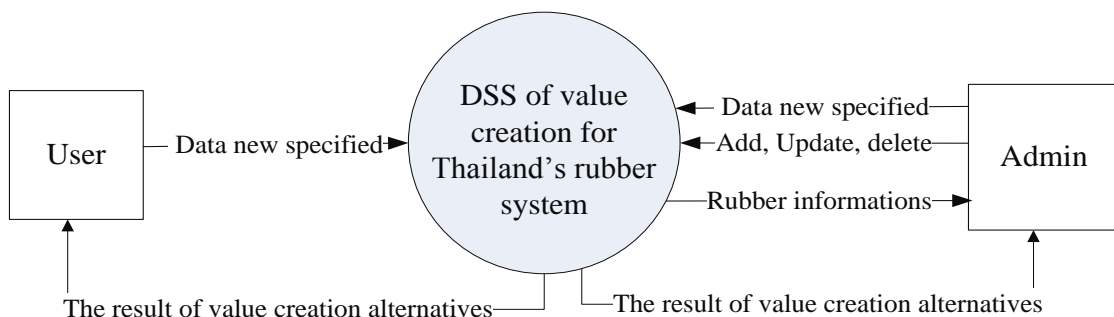 User
Data new specified
DSS of value
creation for
Thailand's rubber
system
Data new specified
Add, Update, delete
Rubber informations
Admin
The result of value creation alternatives
The result of value creation alternatives